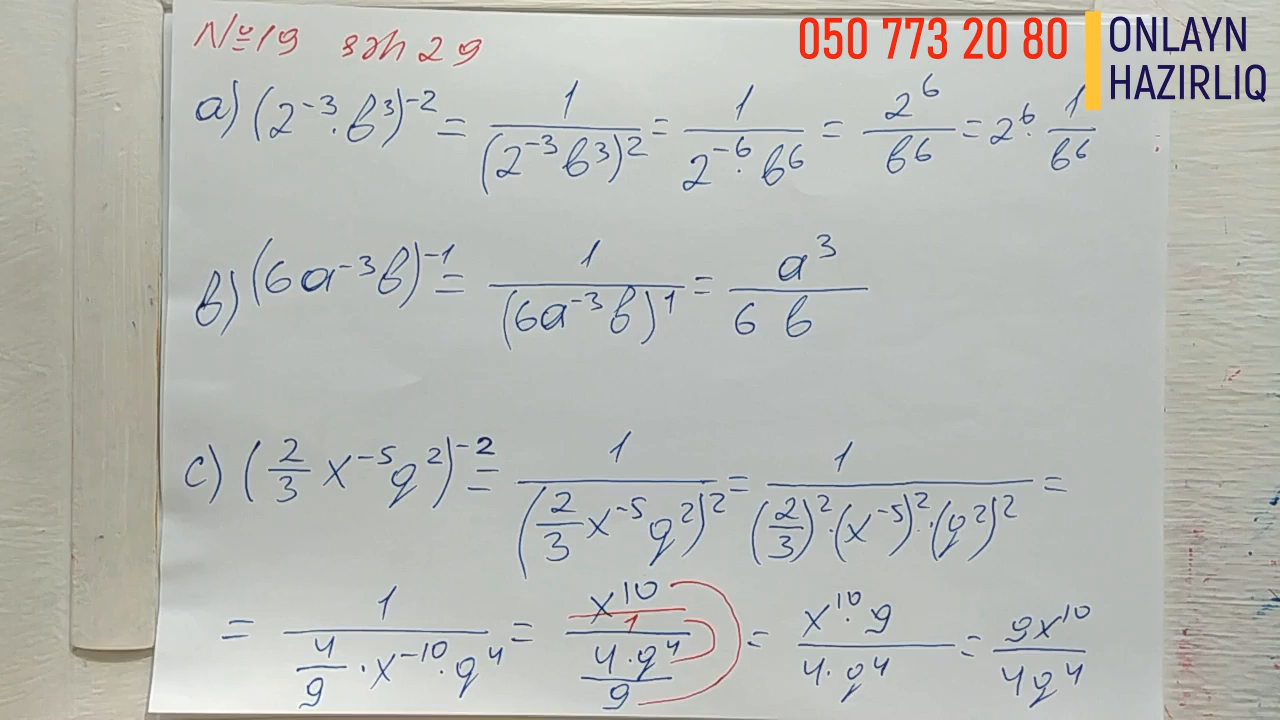 №19 səh 29
050 773 20 80
ONLAYN
HAZIRLIQ
a) (2⁻³·b³)⁻² = 1/(2⁻³b³)² = 1/(2⁻⁶·b⁶) = 2⁶/b⁶ = 2⁶·1/b⁶
b) (6a⁻³b)⁻¹ = 1/(6a⁻³b)¹ = a³/(6 b)
c) (2/3 x⁻⁵q²)⁻² = 1/(2/3 x⁻⁵q²)² = 1/((2/3)²·(x⁻⁵)²·(q²)²) =
= 1/(4/9·x⁻¹⁰·q⁴) = (x¹⁰/1)/((4·q⁴)/9) = (x¹⁰·9)/(4·q⁴) = 9x¹⁰/(4q⁴)